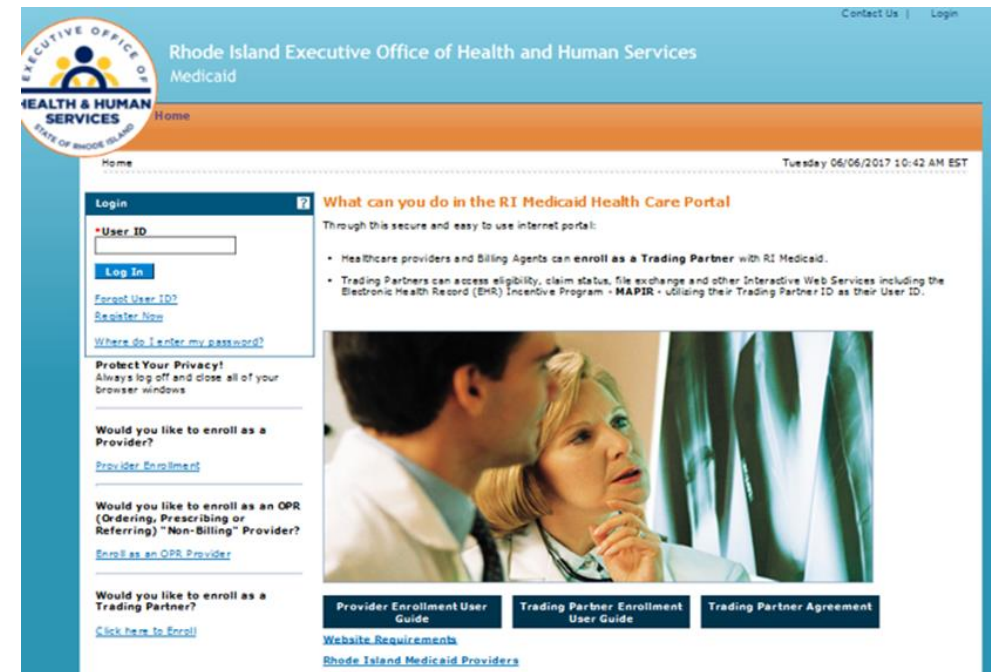 Contact Us | Login
EXECUTIVE OFFICE OF
HEALTH & HUMAN
SERVICES
STATE OF RHODE ISLAND
Rhode Island Executive Office of Health and Human Services
Medicaid
Home
Home
Tuesday 06/06/2017 10:42 AM EST
Login ?
*User ID
Log In
Forgot User ID?
Register Now
Where do I enter my password?
Protect Your Privacy!
Always log off and close all of your
browser windows
Would you like to enroll as a
Provider?
Provider Enrollment
Would you like to enroll as an OPR
(Ordering, Prescribing or
Referring) "Non-Billing" Provider?
Enroll as an OPR Provider
Would you like to enroll as a
Trading Partner?
Click here to Enroll
What can you do in the RI Medicaid Health Care Portal
Through this secure and easy to use internet portal:
• Healthcare providers and Billing Agents can enroll as a Trading Partner with RI Medicaid.
• Trading Partners can access eligibility, claim status, file exchange and other Interactive Web Services including the
Electronic Health Record (EHR) Incentive Program - MAPIR - utilizing their Trading Partner ID as their User ID.
Provider Enrollment User
Guide
Trading Partner Enrollment
User Guide
Trading Partner Agreement
Website Requirements
Rhode Island Medicaid Providers